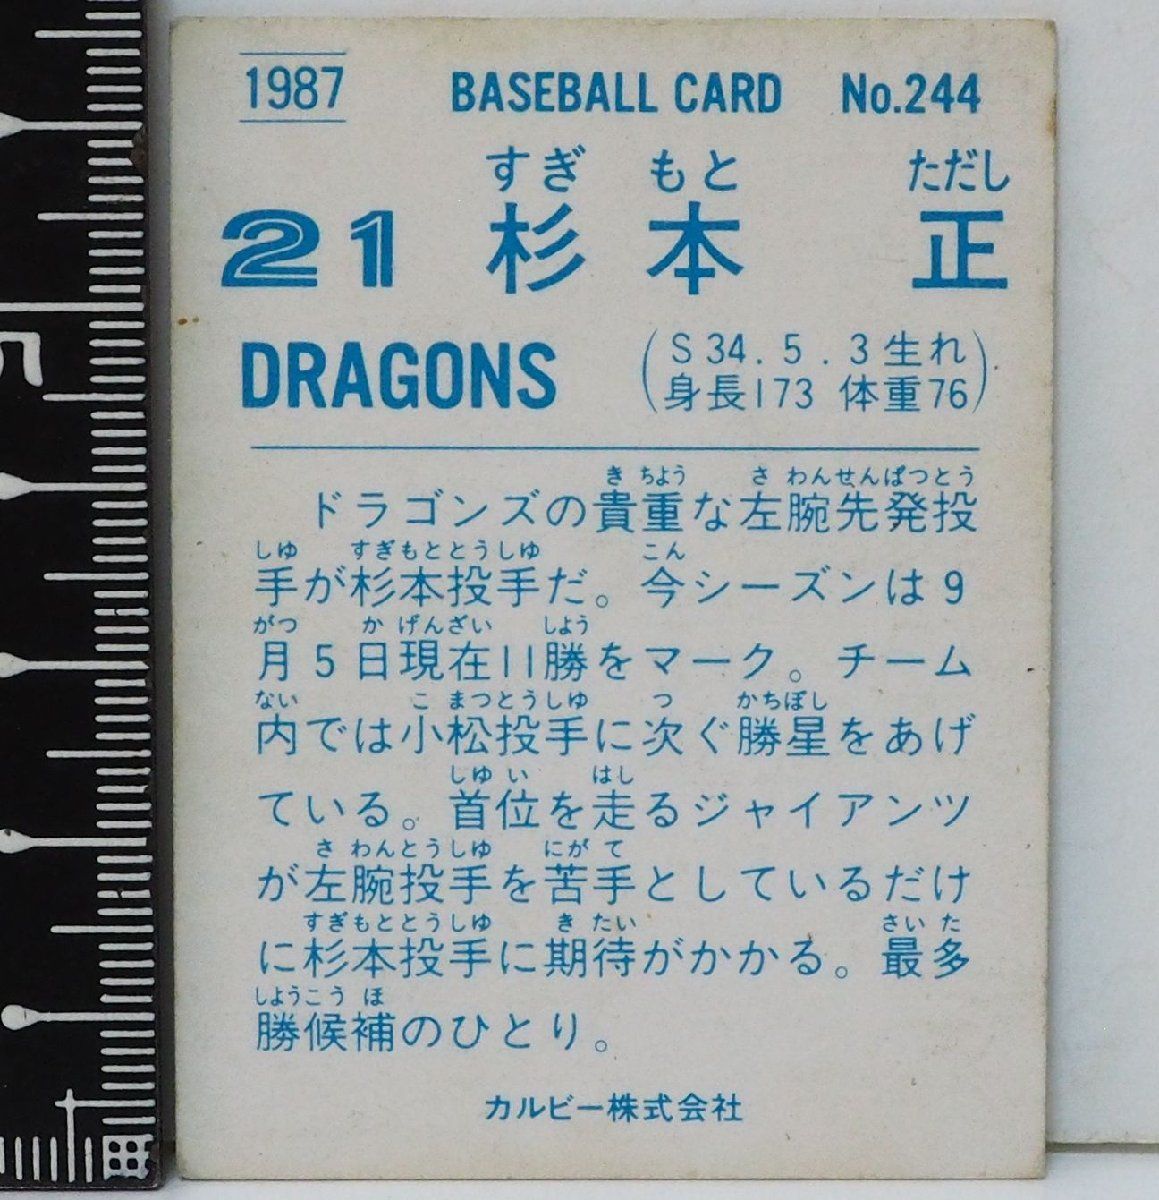 1987 BASEBALL CARD No.244
すぎ もと ただし
21 杉本 正
DRAGONS
(S34.5.3生れ
身長173 体重76)
き ちよう さ わんせんぱつとう
ドラゴンズの貴重な左腕先発投
しゆ すぎもととうしゆ こん
手が杉本投手だ。今シーズンは9
がつ か げんざい しよう
月5日現在11勝をマーク。チーム
ない こ まつとうしゆ つ かちぼし
内では小松投手に次ぐ勝星をあげ
しゆ い はし
ている。首位を走るジャイアンツ
さ わんとうしゆ にが て
が左腕投手を苦手としているだけ
すぎもととうしゆ き たい さい た
に杉本投手に期待がかかる。最多
しようこう ほ
勝候補のひとり。
カルビー株式会社